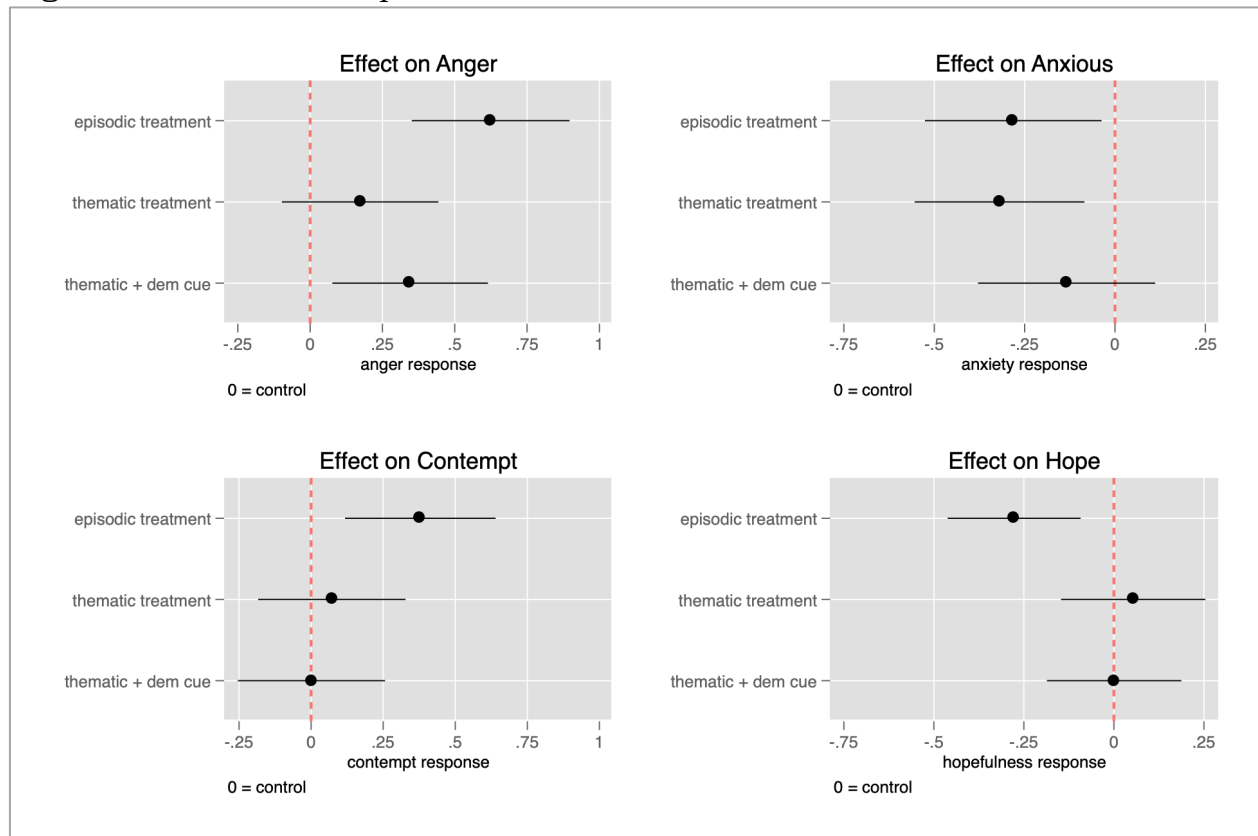 Effect on Anger
episodic treatment
thematic treatment
thematic + dem cue
-.25 0 .25 .5 .75 1
anger response
0 = control
Effect on Anxious
episodic treatment
thematic treatment
thematic + dem cue
-.75 -.5 -.25 0 .25
anxiety response
0 = control
Effect on Contempt
episodic treatment
thematic treatment
thematic + dem cue
-.25 0 .25 .5 .75 1
contempt response
0 = control
Effect on Hope
episodic treatment
thematic treatment
thematic + dem cue
-.75 -.5 -.25 0 .25
hopefulness response
0 = control